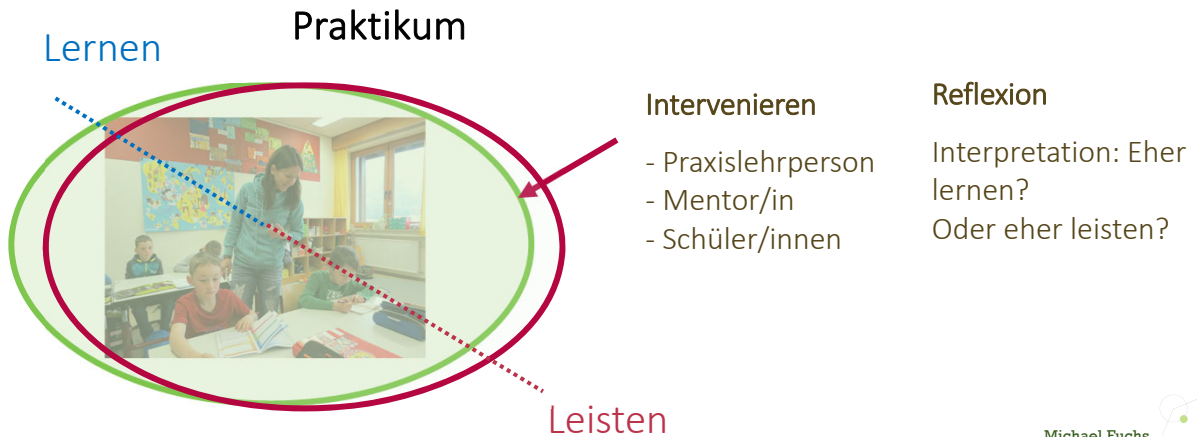 Praktikum
Lernen
Intervenieren
- Praxislehrperson
- Mentor/in
- Schüler/innen
Reflexion
Interpretation: Eher
lernen?
Oder eher leisten?
Leisten
Michael Fuchs